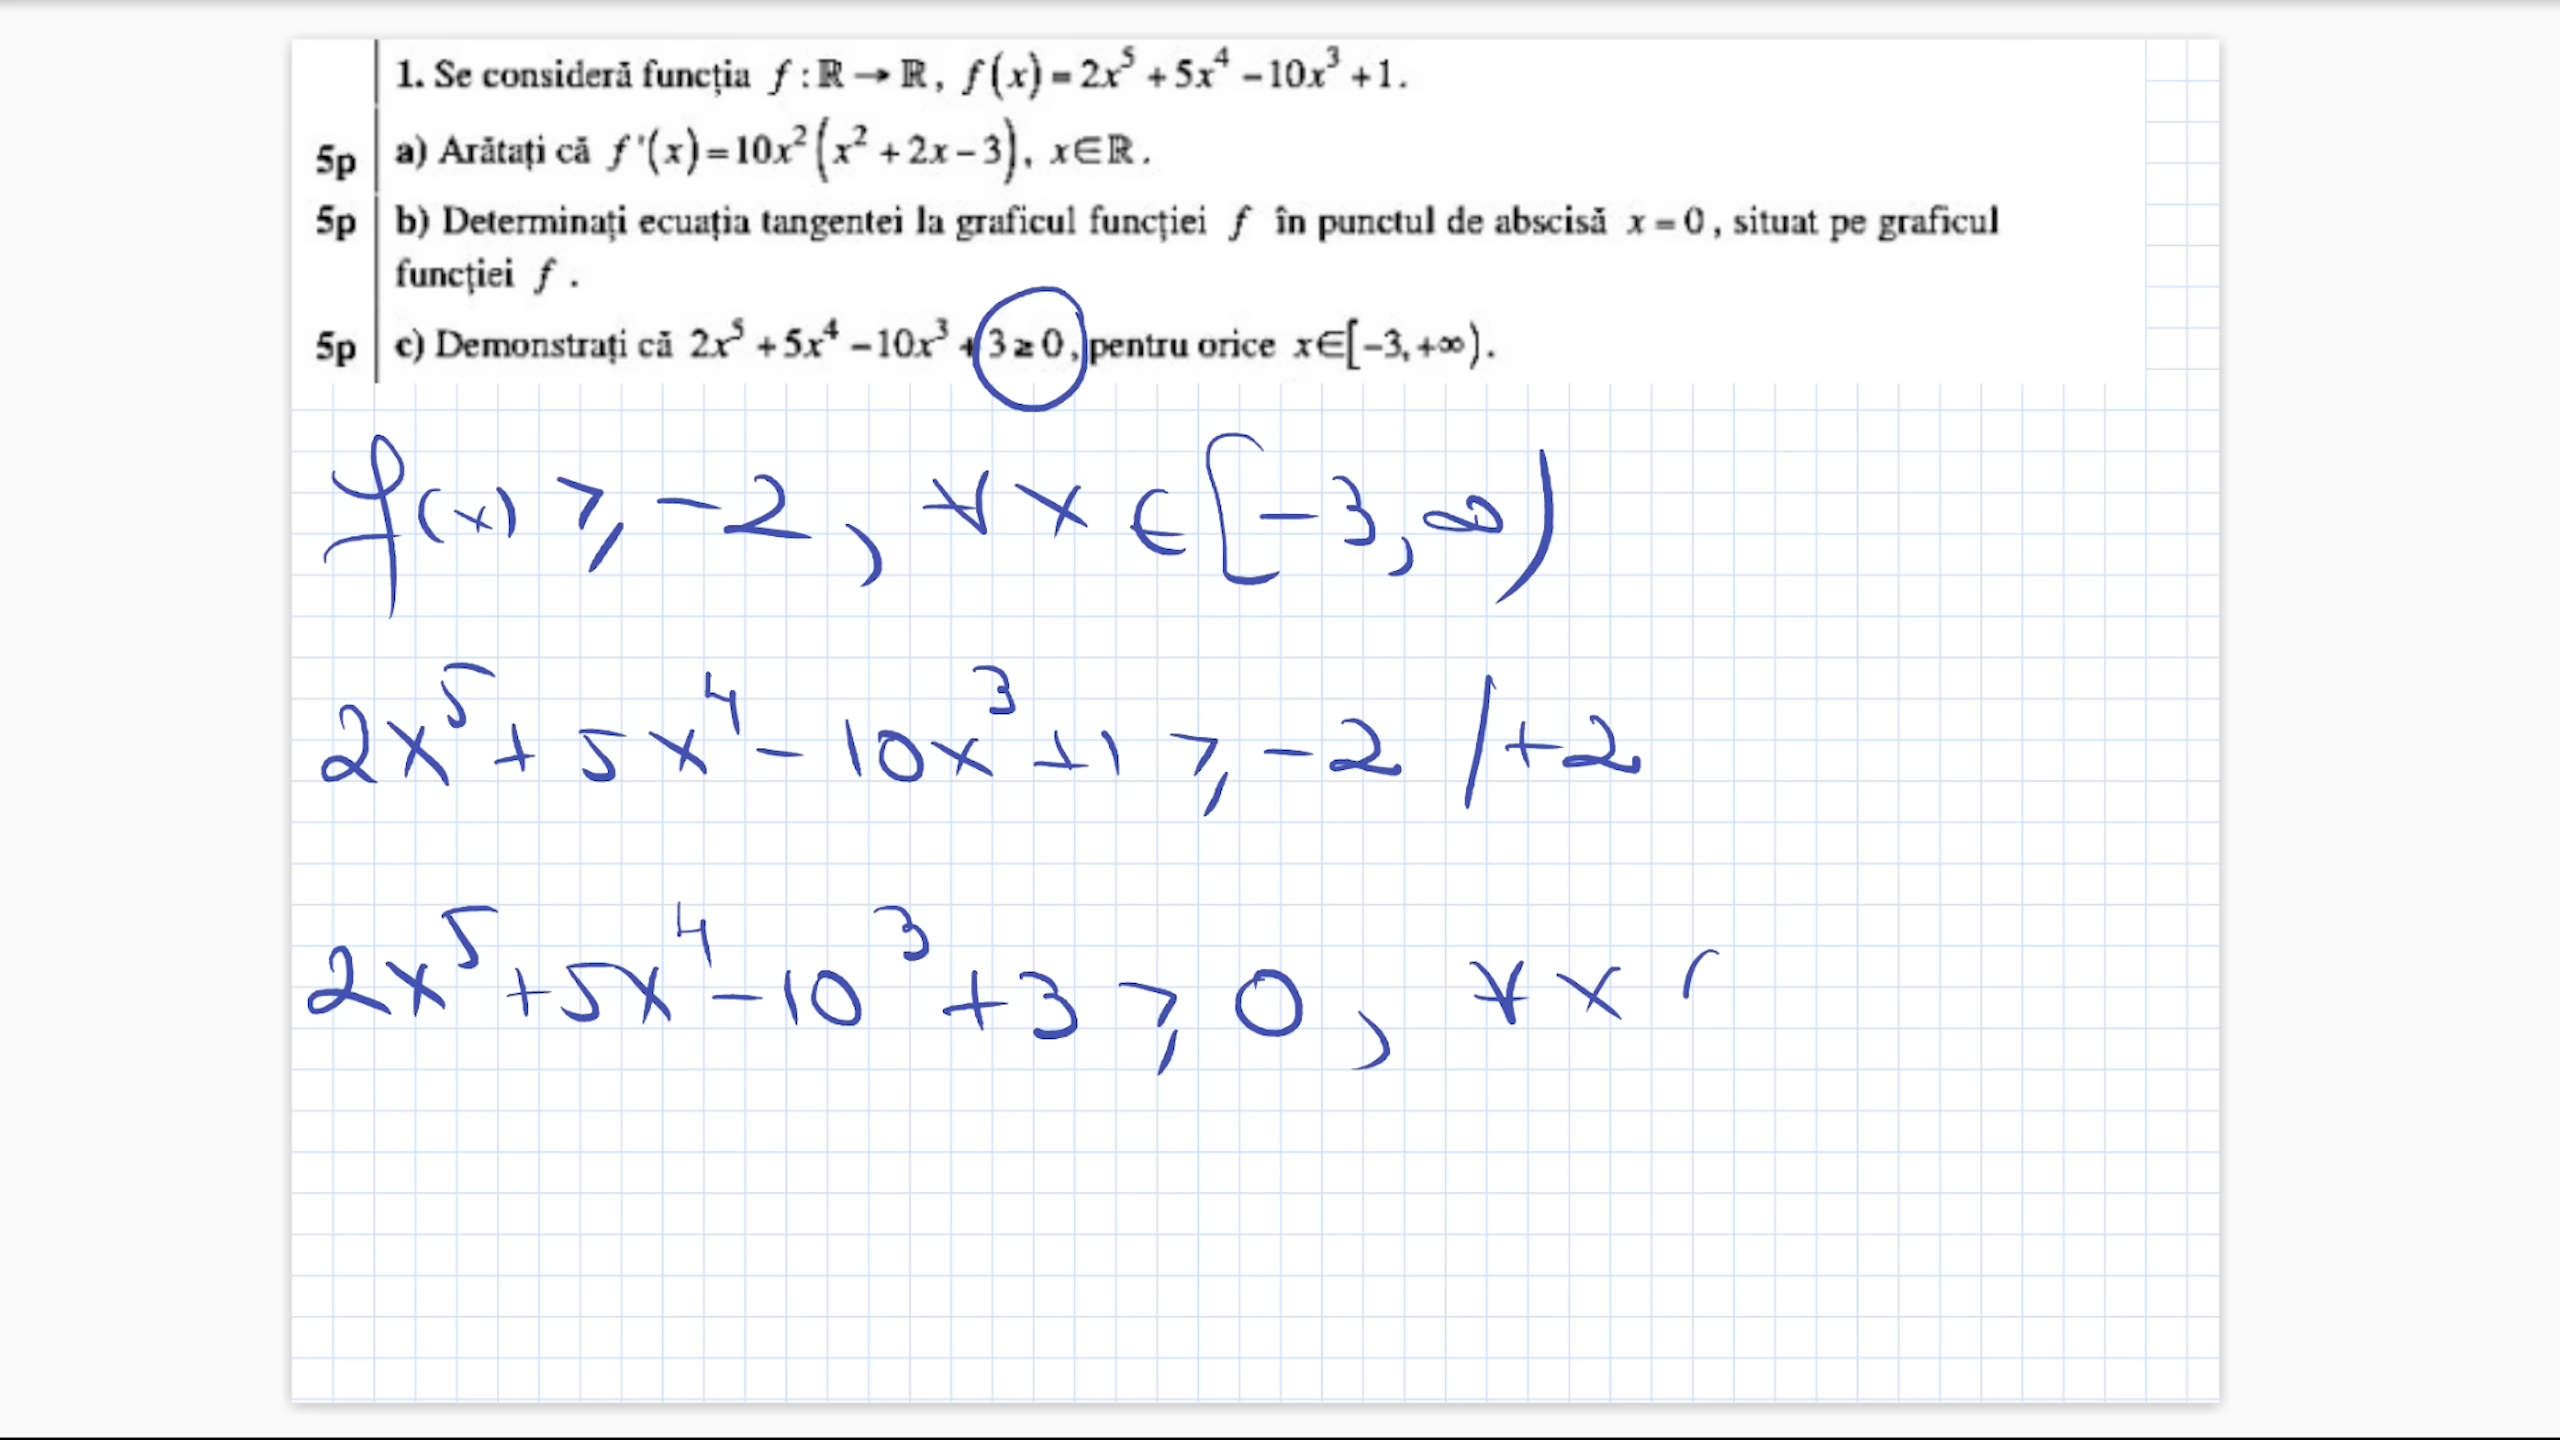 1. Se consideră funcția f : ℝ → ℝ, f(x) = 2x⁵ + 5x⁴ − 10x³ + 1.
5p a) Arătați că f '(x) = 10x²(x² + 2x − 3), x∈ℝ.
5p b) Determinați ecuația tangentei la graficul funcției f în punctul de abscisă x = 0, situat pe graficul
funcției f .
5p c) Demonstrați că 2x⁵ + 5x⁴ − 10x³ + 3 ≥ 0, pentru orice x∈[−3, +∞).
f(x) ≥ −2, ∀ x ∈ [−3, ∞)
2x⁵ + 5x⁴ − 10x³ + 1 ≥ −2 | +2
2x⁵ + 5x⁴ − 10³ + 3 ≥ 0, ∀ x (